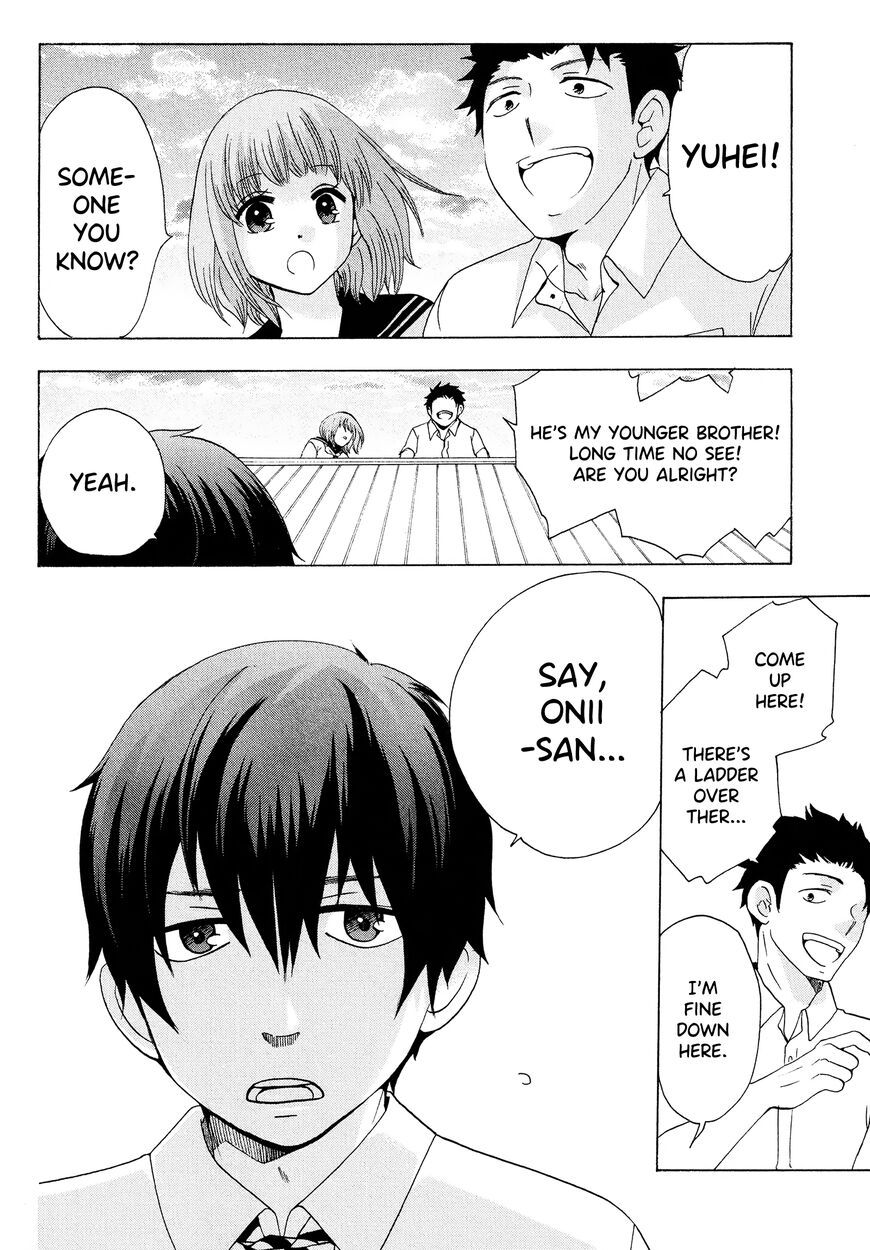 YUHEI!
SOME-
ONE
YOU
KNOW?
HE'S MY YOUNGER BROTHER!
LONG TIME NO SEE!
ARE YOU ALRIGHT?
YEAH.
COME
UP
HERE!
THERE'S
A LADDER
OVER
THER...
I'M
FINE
DOWN
HERE.
SAY,
ONII
-SAN...